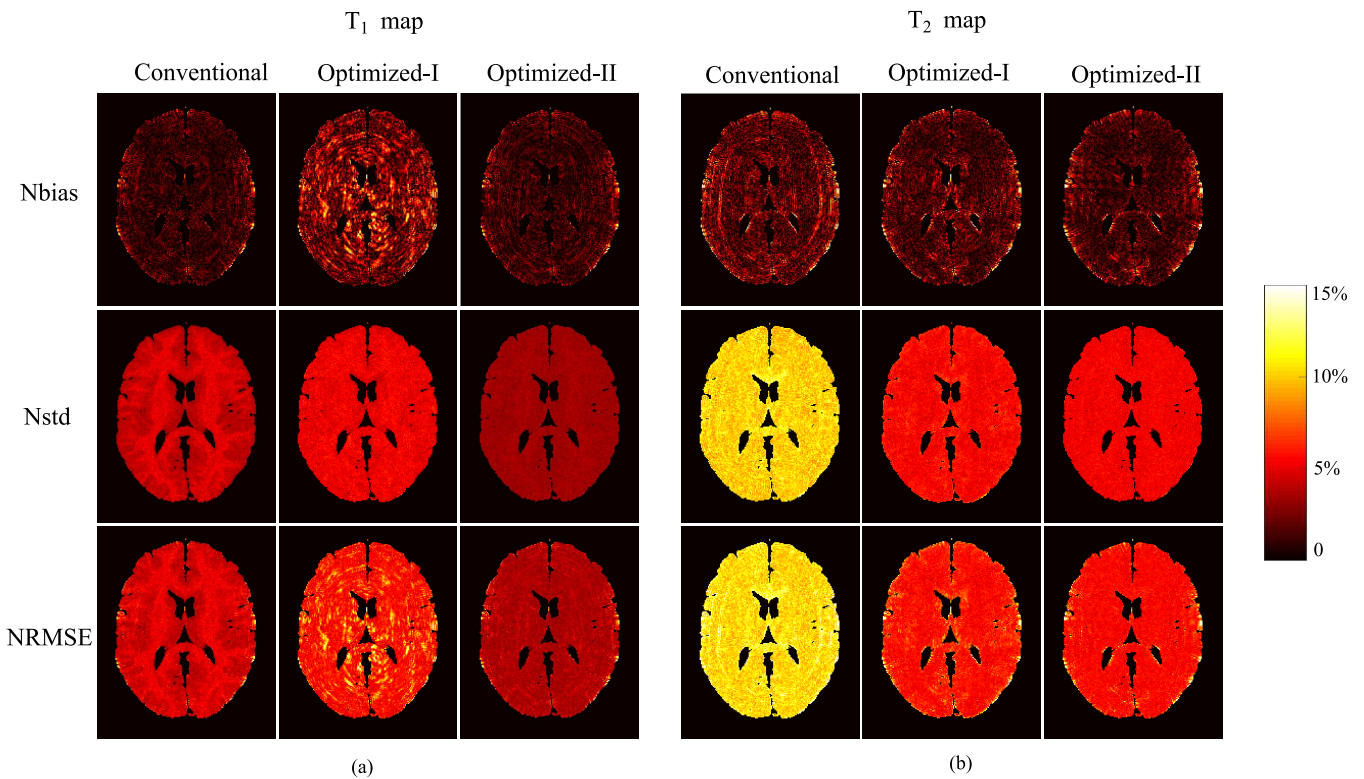 T1 map
T2 map
Conventional Optimized-I Optimized-II
Conventional Optimized-I Optimized-II
Nbias
Nstd
NRMSE
15%
10%
5%
0
(a)
(b)